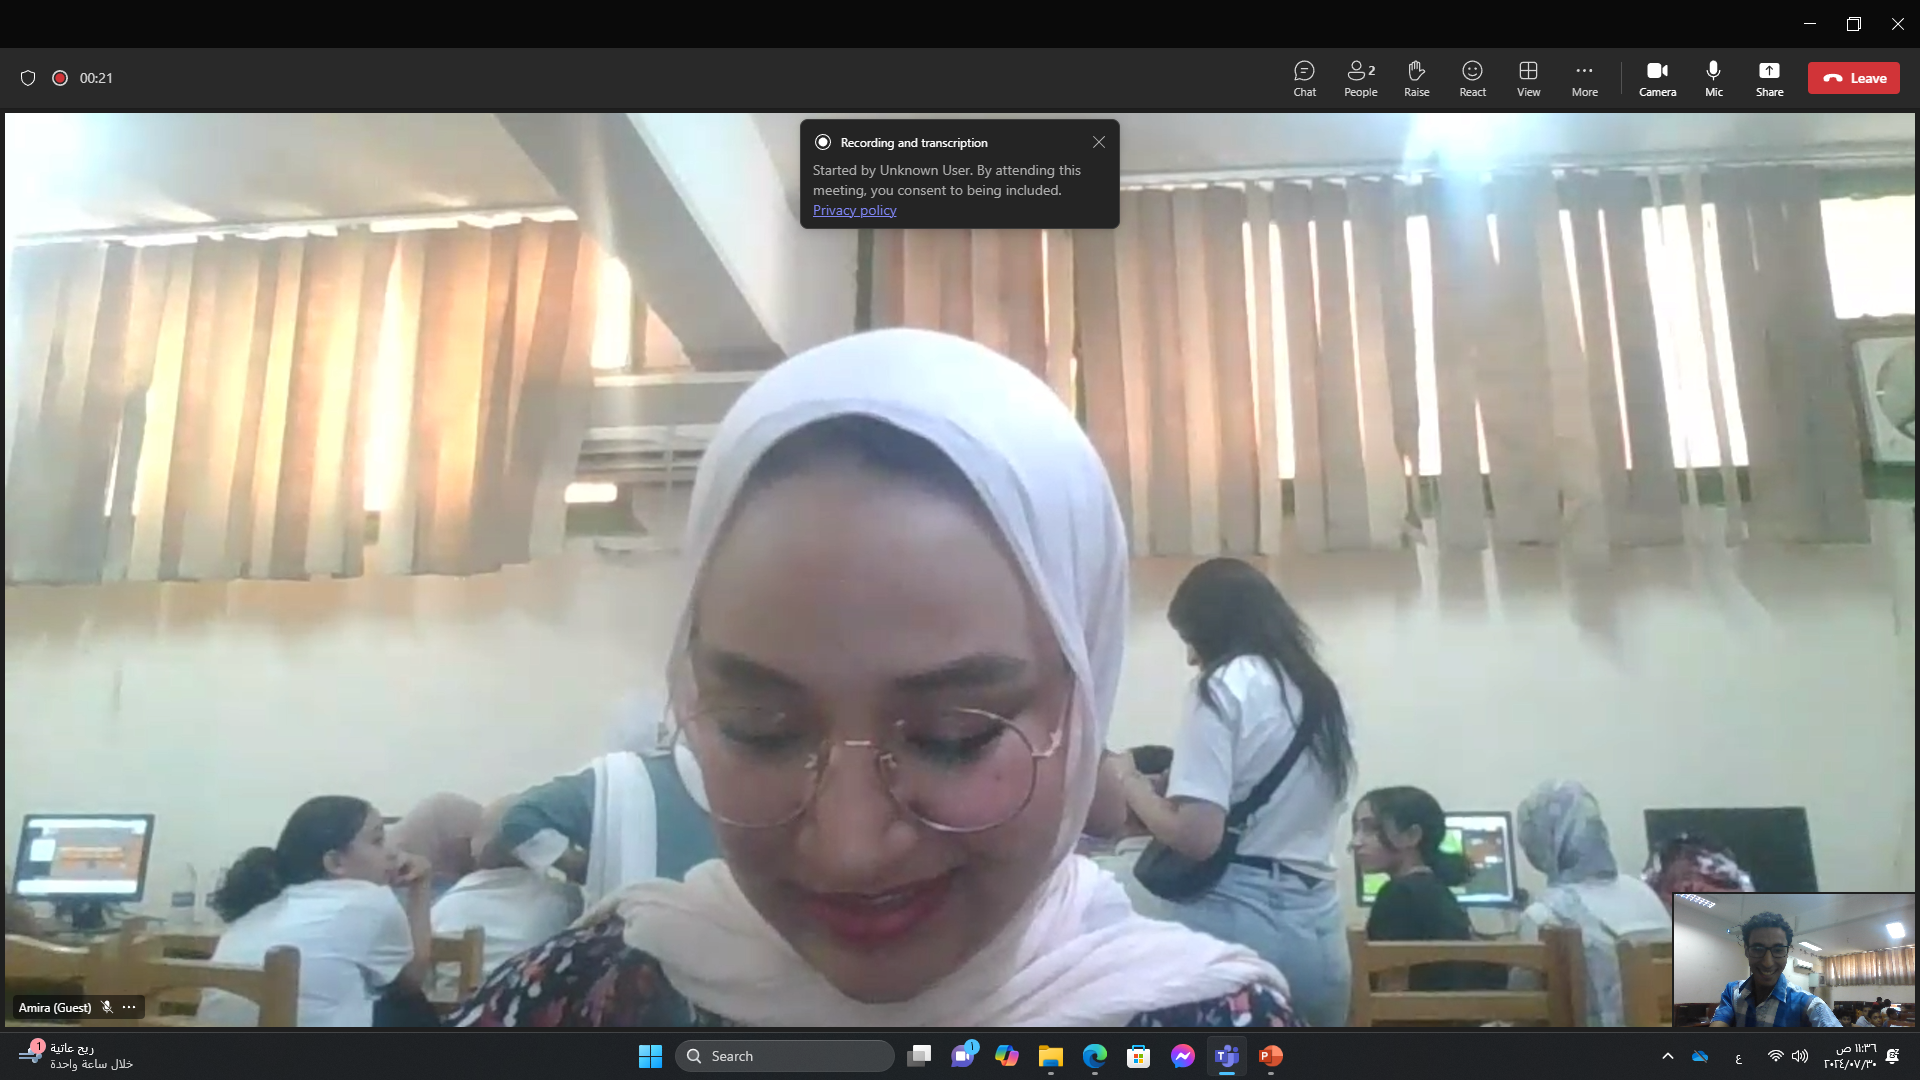 00:21
Chat
2
People
Raise
React
View
More
Camera
Mic
Share
Leave
Recording and transcription
Started by Unknown User. By attending this
meeting, you consent to being included.
Privacy policy
Amira (Guest)
1
ريح عاتية
خلال ساعة واحدة
Search
1
ع
١١:٣٦ ص
٢٠٢٤/٠٧/٣٠